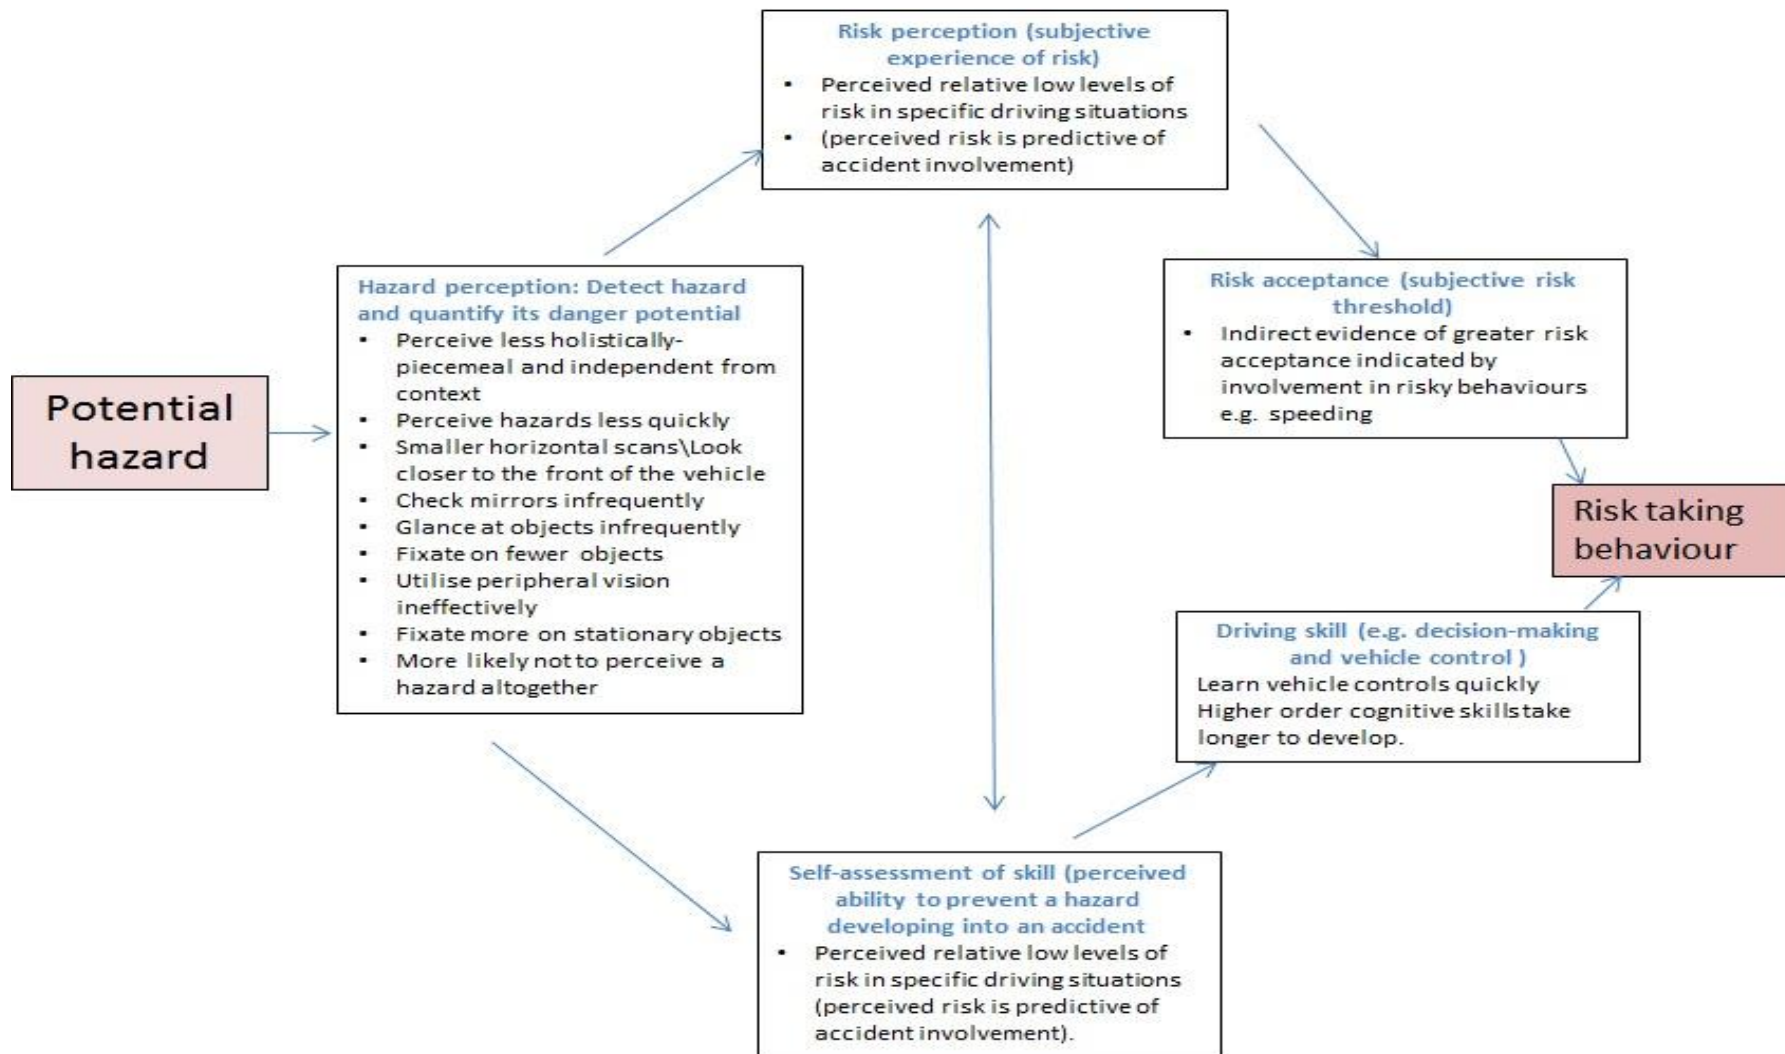 Potential
hazard
Hazard perception: Detect hazard
and quantify its danger potential
• Perceive less holistically-
piecemeal and independent from
context
• Perceive hazards less quickly
• Smaller horizontal scans\Look
closer to the front of the vehicle
• Check mirrors infrequently
• Glance at objects infrequently
• Fixate on fewer objects
• Utilise peripheral vision
ineffectively
• Fixate more on stationary objects
• More likely not to perceive a
hazard altogether
Risk perception (subjective
experience of risk)
• Perceived relative low levels of
risk in specific driving situations
• (perceived risk is predictive of
accident involvement)
Risk acceptance (subjective risk
threshold)
• Indirect evidence of greater risk
acceptance indicated by
involvement in risky behaviours
e.g. speeding
Self-assessment of skill (perceived
ability to prevent a hazard
developing into an accident
• Perceived relative low levels of
risk in specific driving situations
(perceived risk is predictive of
accident involvement).
Driving skill (e.g. decision-making
and vehicle control )
Learn vehicle controls quickly
Higher order cognitive skills take
longer to develop.
Risk taking
behaviour